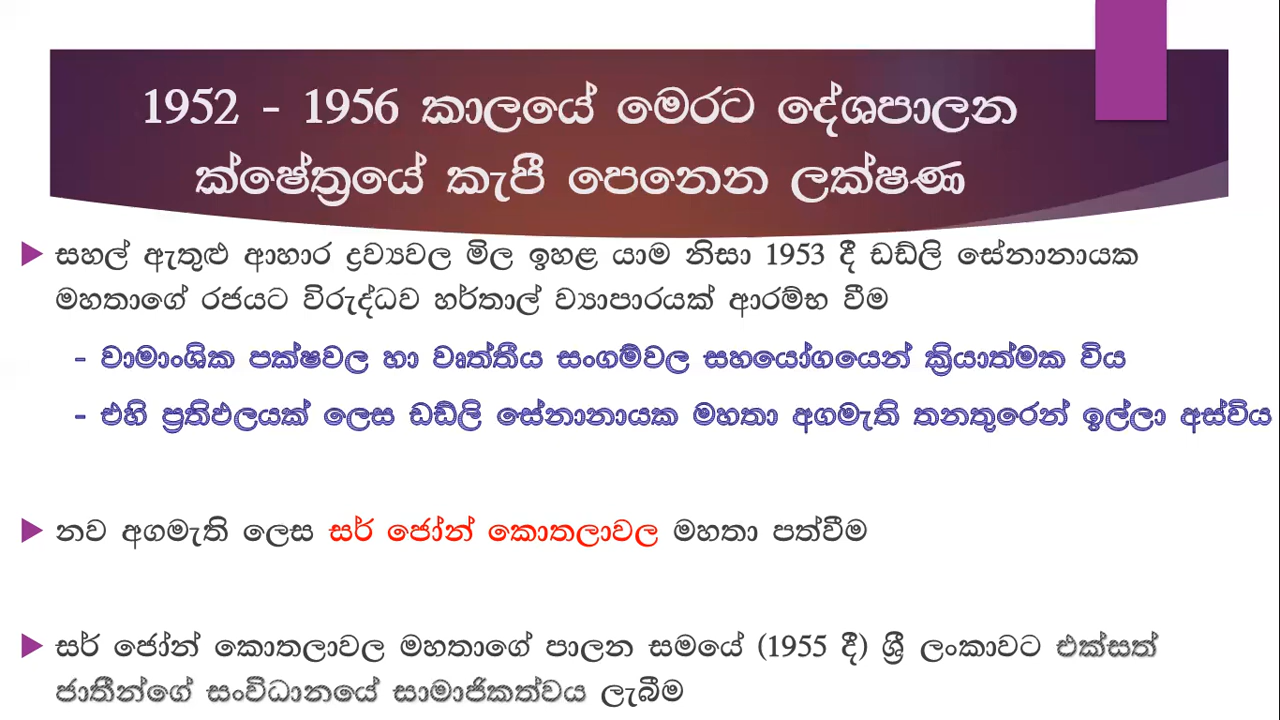 1952 - 1956 කාලයේ මෙරට දේශපාලන
ක්ෂේත්‍රයේ කැපී පෙනෙන ලක්ෂණ
සහල් ඇතුළු ආහාර ද්‍රව්‍යවල මිල ඉහළ යාම නිසා 1953 දී ඩඩ්ලි සේනානායක
මහතාගේ රජයට විරුද්ධව හර්තාල් ව්‍යාපාරයක් ආරම්භ වීම
- වාමාංශික පක්ෂවල හා වෘත්තීය සංගම්වල සහයෝගයෙන් ක්‍රියාත්මක විය
- එහි ප්‍රතිඵලයක් ලෙස ඩඩ්ලි සේනානායක මහතා අගමැති තනතුරෙන් ඉල්ලා අස්විය
නව අගමැති ලෙස සර් ජෝන් කොතලාවල මහතා පත්වීම
සර් ජෝන් කොතලාවල මහතාගේ පාලන සමයේ (1955 දී) ශ්‍රී ලංකාවට එක්සත්
ජාතීන්ගේ සංවිධානයේ සාමාජිකත්වය ලැබීම